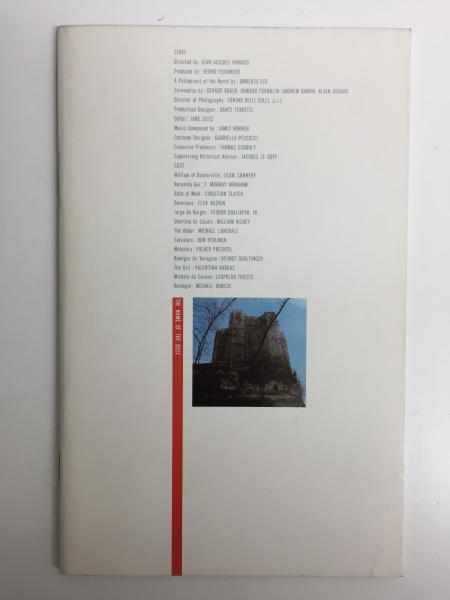 STAFF
Directed by : JEAN-JACQUES ANNAUD
Produced by : BERND EICHINGER
A Palimpsest of the Novel by : UMBERTO ECO
Screenplay by : GERARD BRACH HOWARD FRANKLIN ANDREW BIRKIN ALAIN GODARD
Director of Photography : TONINO DELLI COLLI, a.i.c.
Production Designer : DANTE FERRETTI
Editor : JANE SEITZ
Music Composed by : JAMES HORNER
Costume Designer : GABRIELLA PESCUCCI
Executive Producers : THOMAS SCHÜHLY
Supervising Historical Advisor : JACQUES LE GOFF
CAST
William of Baskerville : SEAN CONNERY
Bernardo Gui : F. MURRAY ABRAHAM
Adso of Melk : CHRISTIAN SLATER
Severinus : ELYA BASKIN
Jorge de Burgos : FEODOR CHALIAPIN, JR.
Ubertino de Casale : WILLIAM HICKEY
The Abbot : MICHAEL LONSDALE
Salvatore : RON PERLMAN
Malachia : VOLKER PRECHTEL
Remigio de Varagine : HELMUT QUALTINGER
The Girl : VALENTINA VARGAS
Michele da Cesena : LEOPOLDO TRIESTE
Berengar : MICHAEL HABECK
THE NAME OF THE ROSE